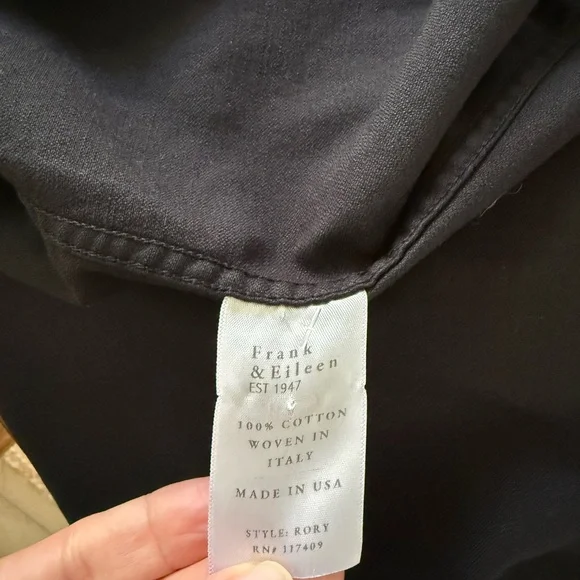 Frank
& Eileen
EST 1947
100% COTTON
WOVEN IN
ITALY
MADE IN USA
STYLE: RORY
RN# 117409